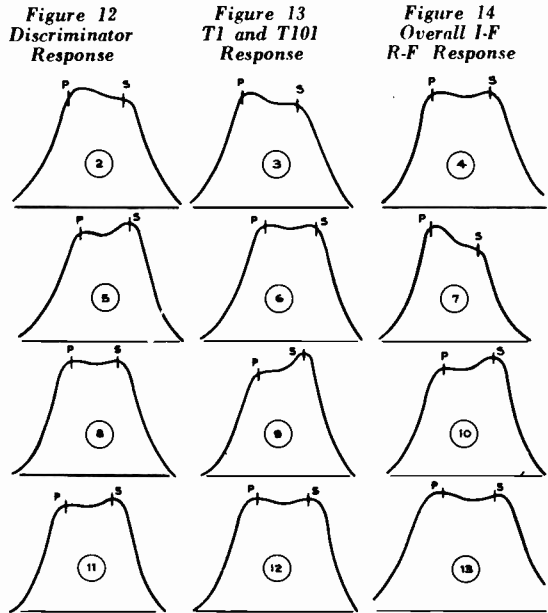 Figure 12
Discriminator
Response
Figure 13
T1 and T101
Response
Figure 14
Overall I-F
R-F Response
P S
2
P S
3
P S
4
P S
5
P S
6
P S
7
P S
8
P S
9
P S
10
P S
11
P S
12
P S
13